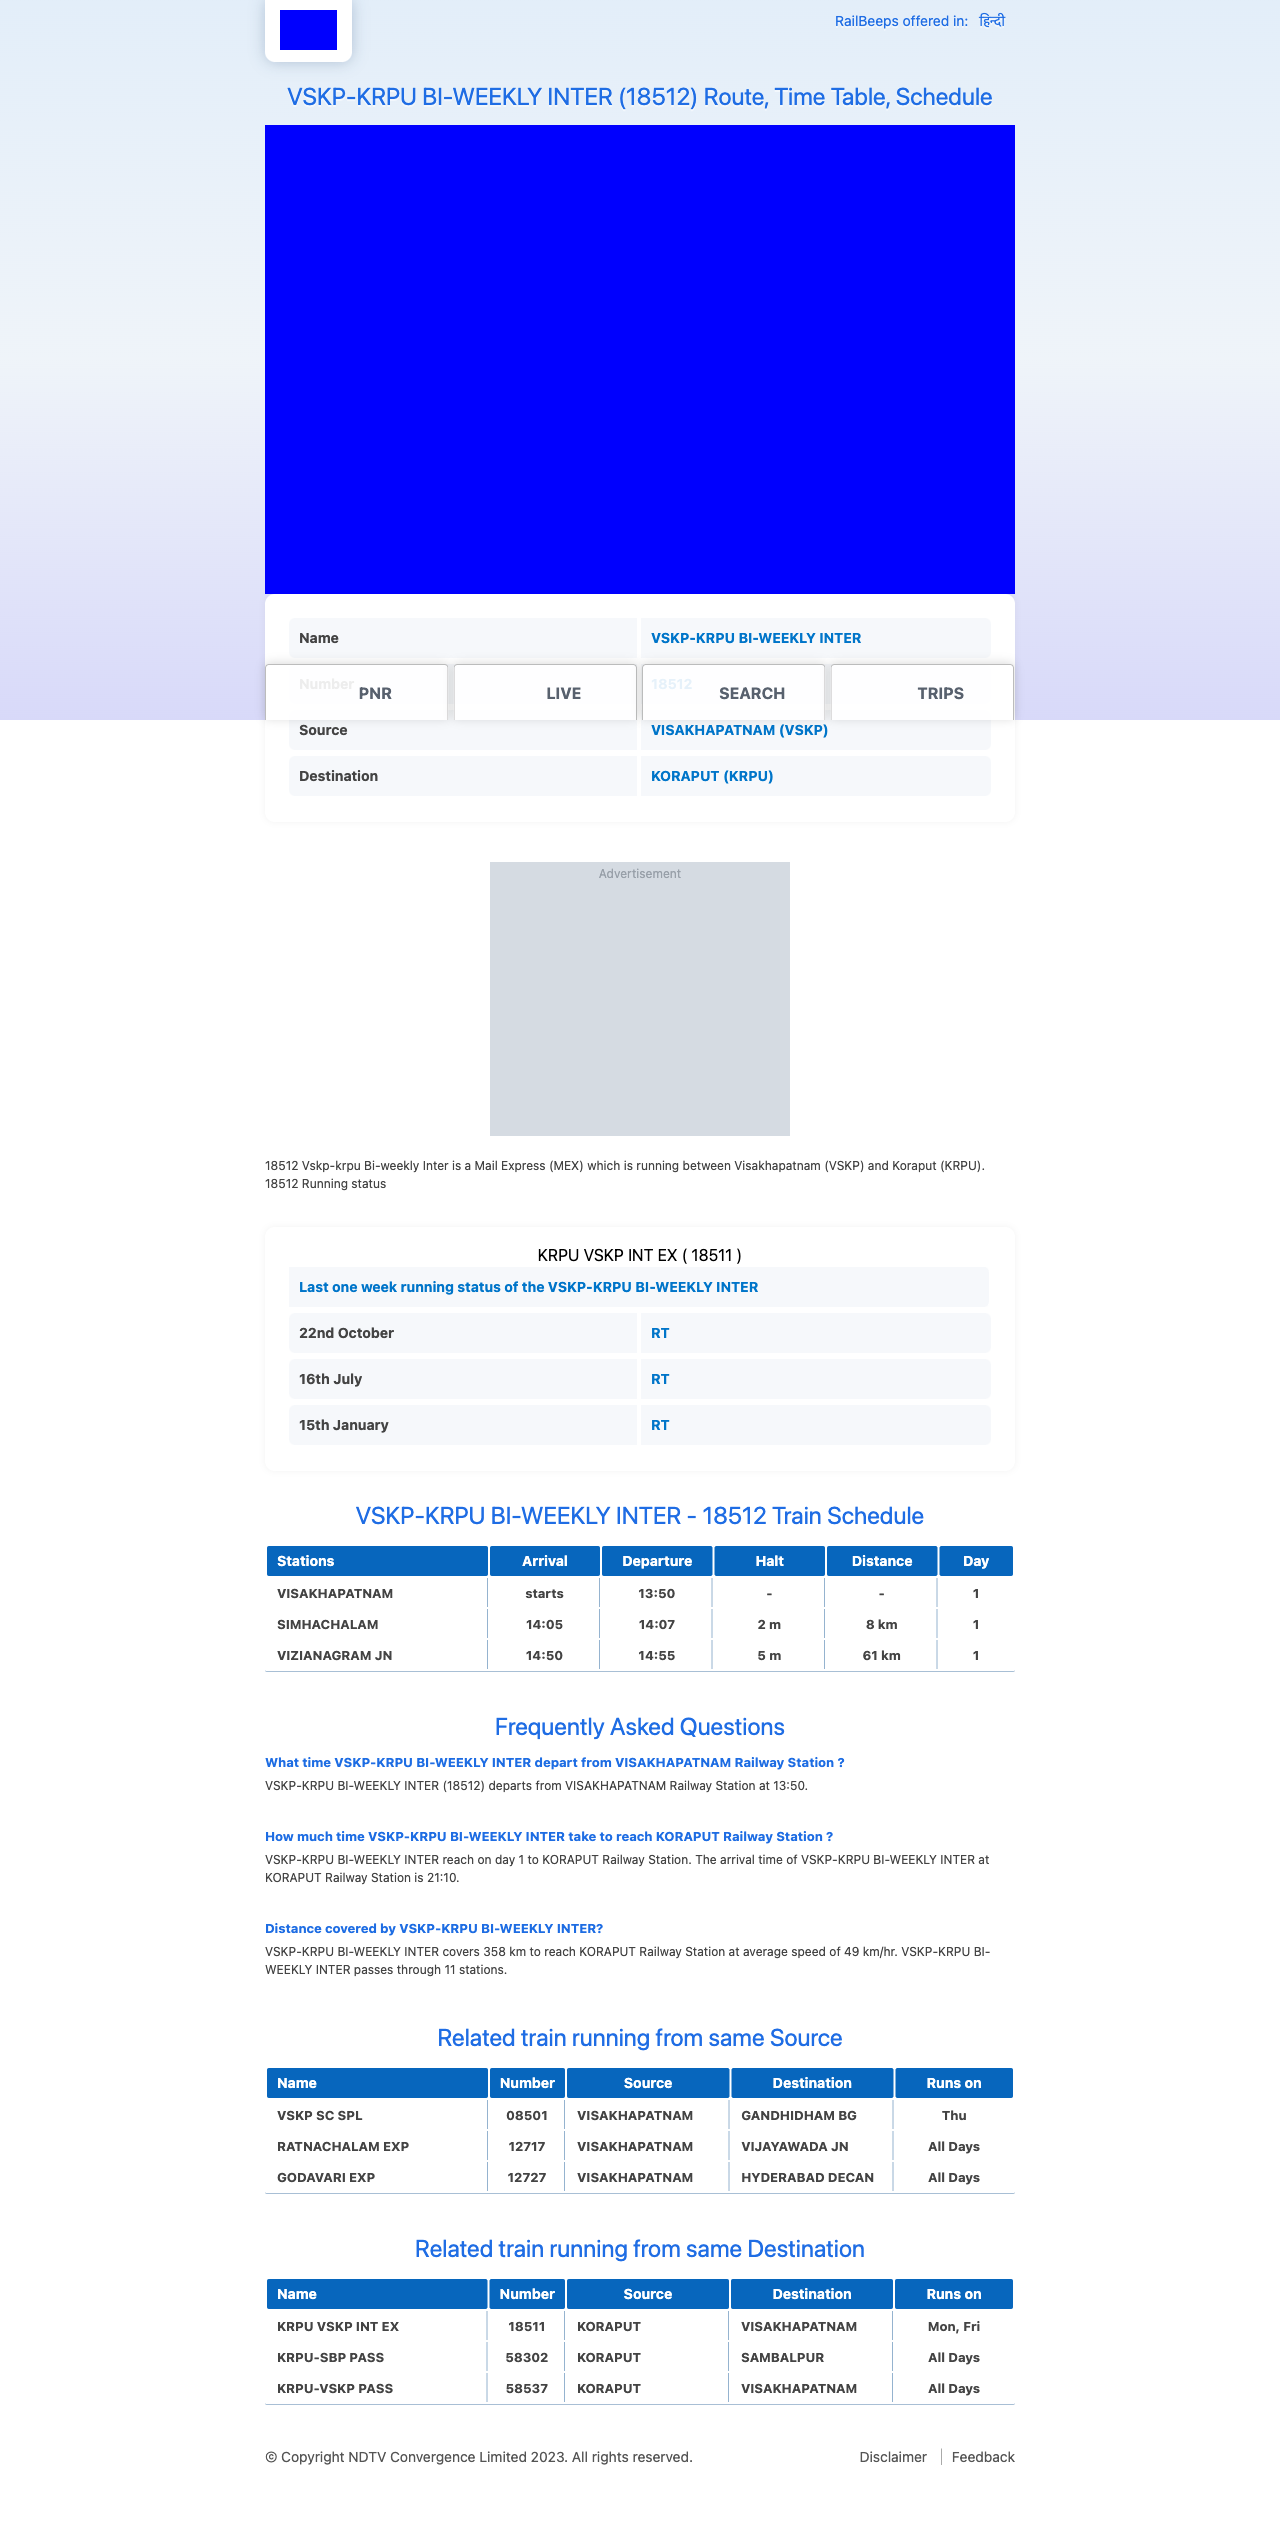 RailBeeps offered in: हिन्दी
VSKP-KRPU BI-WEEKLY INTER (18512) Route, Time Table, Schedule
Name VSKP-KRPU BI-WEEKLY INTER
Number 18512
PNR LIVE SEARCH TRIPS
Source VISAKHAPATNAM (VSKP)
Destination KORAPUT (KRPU)
Advertisement
18512 Vskp-krpu Bi-weekly Inter is a Mail Express (MEX) which is running between Visakhapatnam (VSKP) and Koraput (KRPU).
18512 Running status
KRPU VSKP INT EX ( 18511 )
Last one week running status of the VSKP-KRPU BI-WEEKLY INTER
22nd October RT
16th July RT
15th January RT
VSKP-KRPU BI-WEEKLY INTER - 18512 Train Schedule
Stations Arrival Departure Halt Distance Day
VISAKHAPATNAM starts 13:50 - - 1
SIMHACHALAM 14:05 14:07 2 m 8 km 1
VIZIANAGRAM JN 14:50 14:55 5 m 61 km 1
Frequently Asked Questions
What time VSKP-KRPU BI-WEEKLY INTER depart from VISAKHAPATNAM Railway Station ?
VSKP-KRPU BI-WEEKLY INTER (18512) departs from VISAKHAPATNAM Railway Station at 13:50.
How much time VSKP-KRPU BI-WEEKLY INTER take to reach KORAPUT Railway Station ?
VSKP-KRPU BI-WEEKLY INTER reach on day 1 to KORAPUT Railway Station. The arrival time of VSKP-KRPU BI-WEEKLY INTER at
KORAPUT Railway Station is 21:10.
Distance covered by VSKP-KRPU BI-WEEKLY INTER?
VSKP-KRPU BI-WEEKLY INTER covers 358 km to reach KORAPUT Railway Station at average speed of 49 km/hr. VSKP-KRPU BI-
WEEKLY INTER passes through 11 stations.
Related train running from same Source
Name Number Source Destination Runs on
VSKP SC SPL 08501 VISAKHAPATNAM GANDHIDHAM BG Thu
RATNACHALAM EXP 12717 VISAKHAPATNAM VIJAYAWADA JN All Days
GODAVARI EXP 12727 VISAKHAPATNAM HYDERABAD DECAN All Days
Related train running from same Destination
Name Number Source Destination Runs on
KRPU VSKP INT EX 18511 KORAPUT VISAKHAPATNAM Mon, Fri
KRPU-SBP PASS 58302 KORAPUT SAMBALPUR All Days
KRPU-VSKP PASS 58537 KORAPUT VISAKHAPATNAM All Days
© Copyright NDTV Convergence Limited 2023. All rights reserved. Disclaimer Feedback